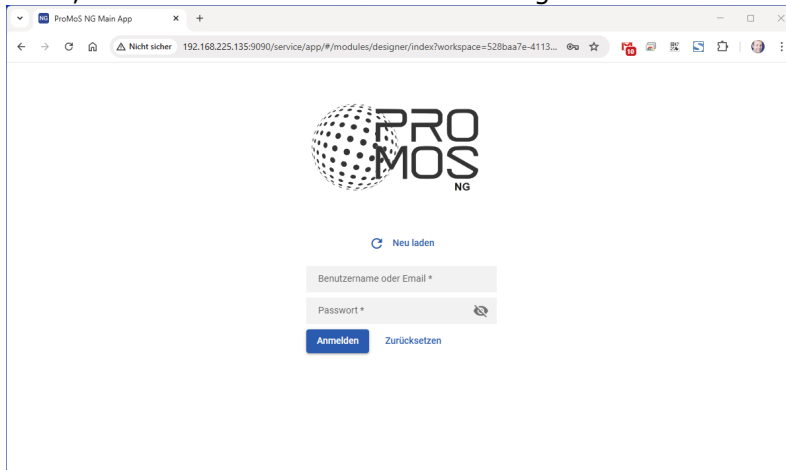 ProMoS NG Main App
Nicht sicher
192.168.225.135:9090/service/app/#/modules/designer/index?workspace=528baa7e-4113...
10
PRO
MOS
NG
Neu laden
Benutzername oder Email *
Passwort *
Anmelden
Zurücksetzen